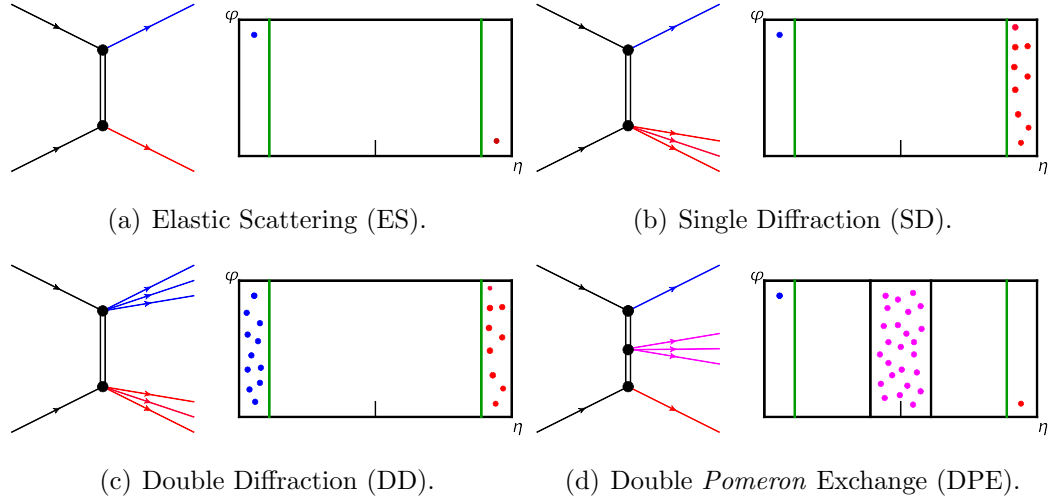 φ
η
φ
η
(a) Elastic Scattering (ES).
(b) Single Diffraction (SD).
φ
η
φ
η
(c) Double Diffraction (DD).
(d) Double Pomeron Exchange (DPE).